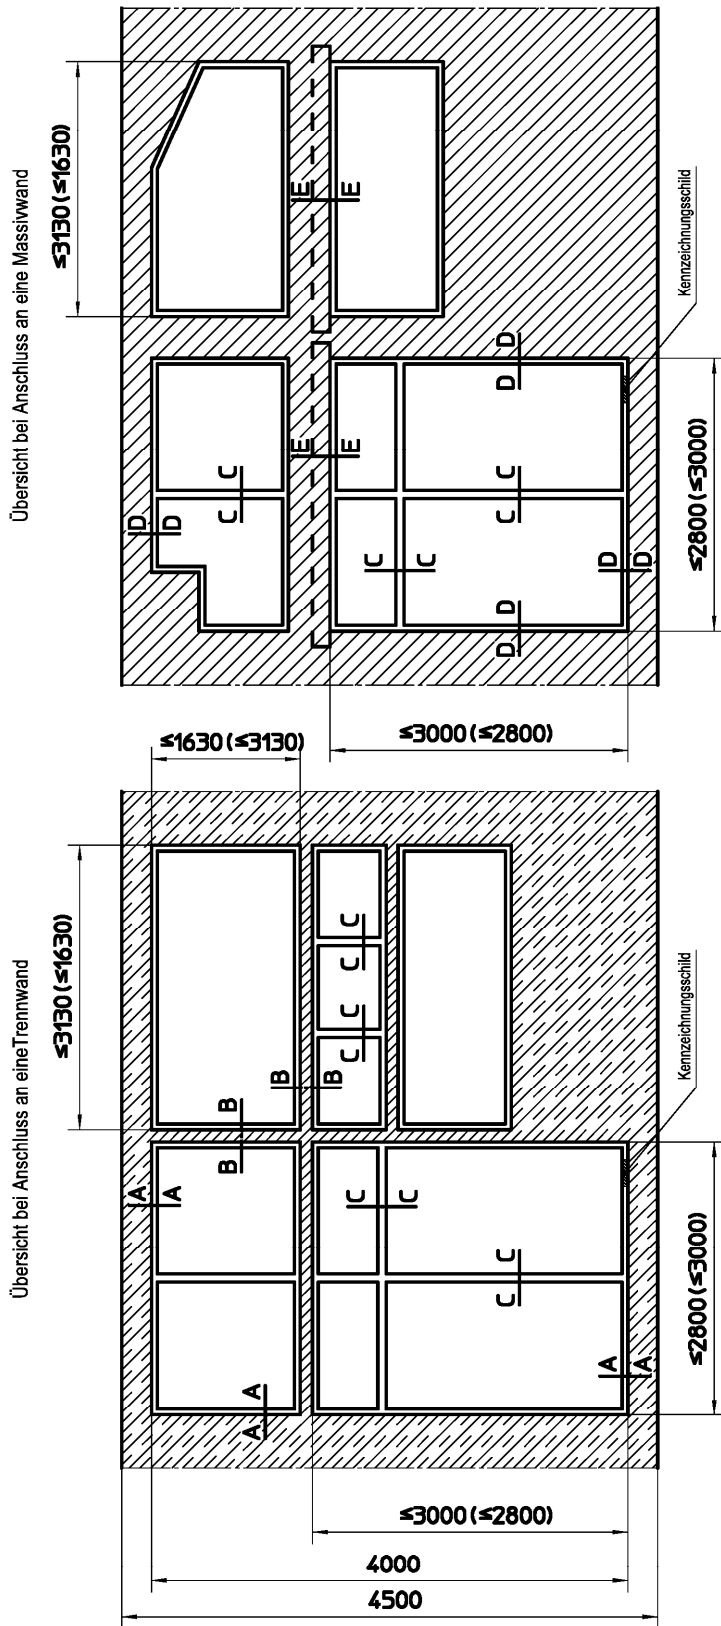 Übersicht bei Anschluss an eine Massivwand
≤3130 (≤1630)
E
E
E
E
Kennzeichnungsschild
D
D
C
C
C
C
D
D
C
C
D
D
D
D
≤2800 (≤3000)
≤3000 (≤2800)
≤1630 (≤3130)
Übersicht bei Anschluss an eineTrennwand
≤3130 (≤1630)
C
C
C
C
B
B
B
B
Kennzeichnungsschild
A
A
C
C
C
C
A
A
A
A
≤2800 (≤3000)
≤3000 (≤2800)
4000
4500